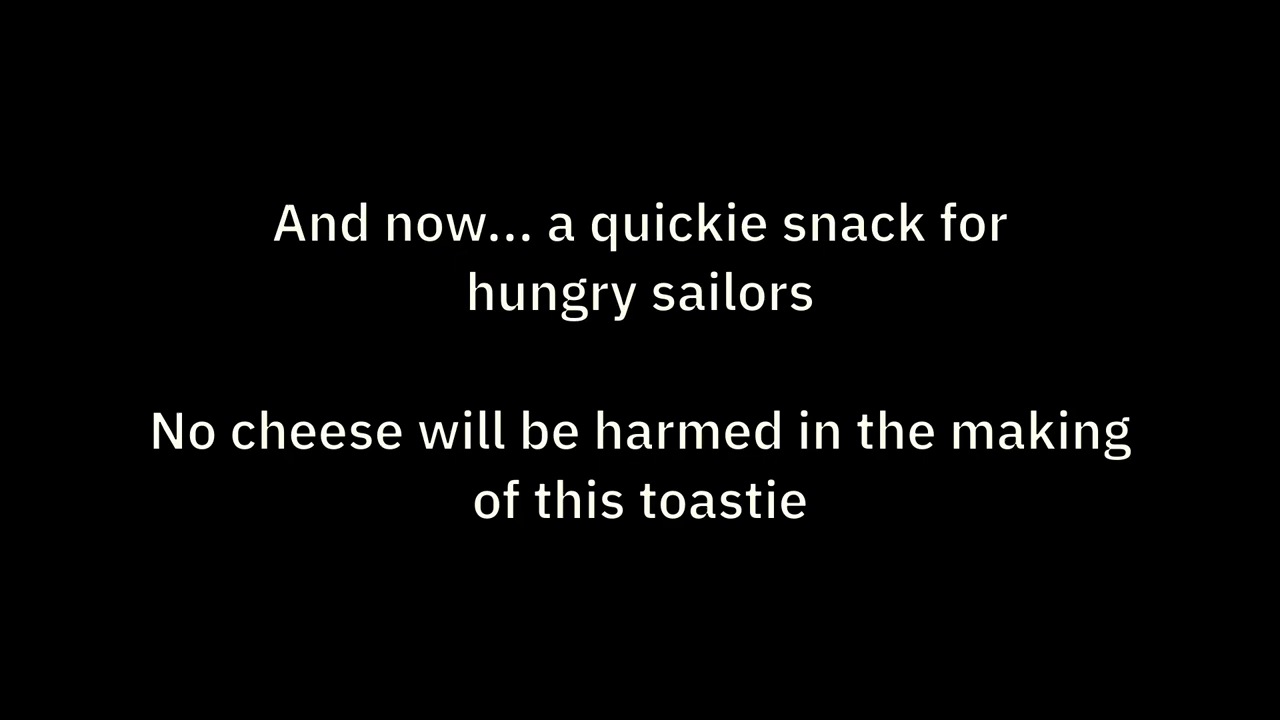 And now... a quickie snack for
hungry sailors
No cheese will be harmed in the making
of this toastie